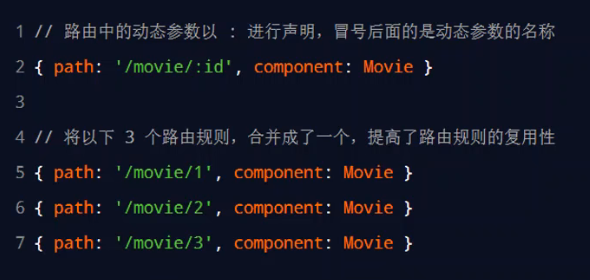 1 // 路由中的动态参数以 : 进行声明，冒号后面的是动态参数的名称
2 { path: '/movie/:id', component: Movie }
3
4 // 将以下 3 个路由规则，合并成了一个，提高了路由规则的复用性
5 { path: '/movie/1', component: Movie }
6 { path: '/movie/2', component: Movie }
7 { path: '/movie/3', component: Movie }